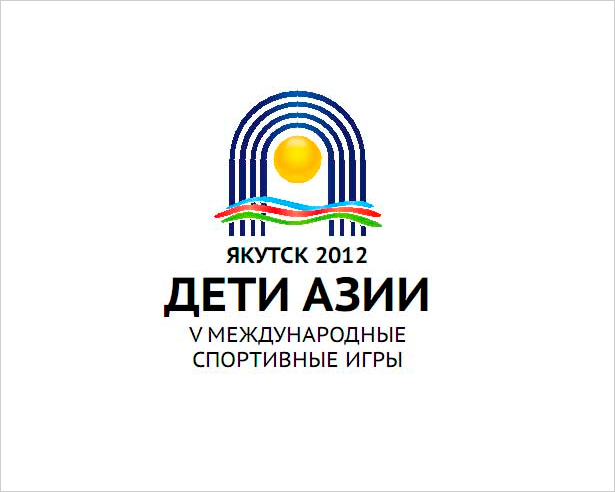 ЯКУТСК 2012
ДЕТИ АЗИИ
V МЕЖДУНАРОДНЫЕ
СПОРТИВНЫЕ ИГРЫ